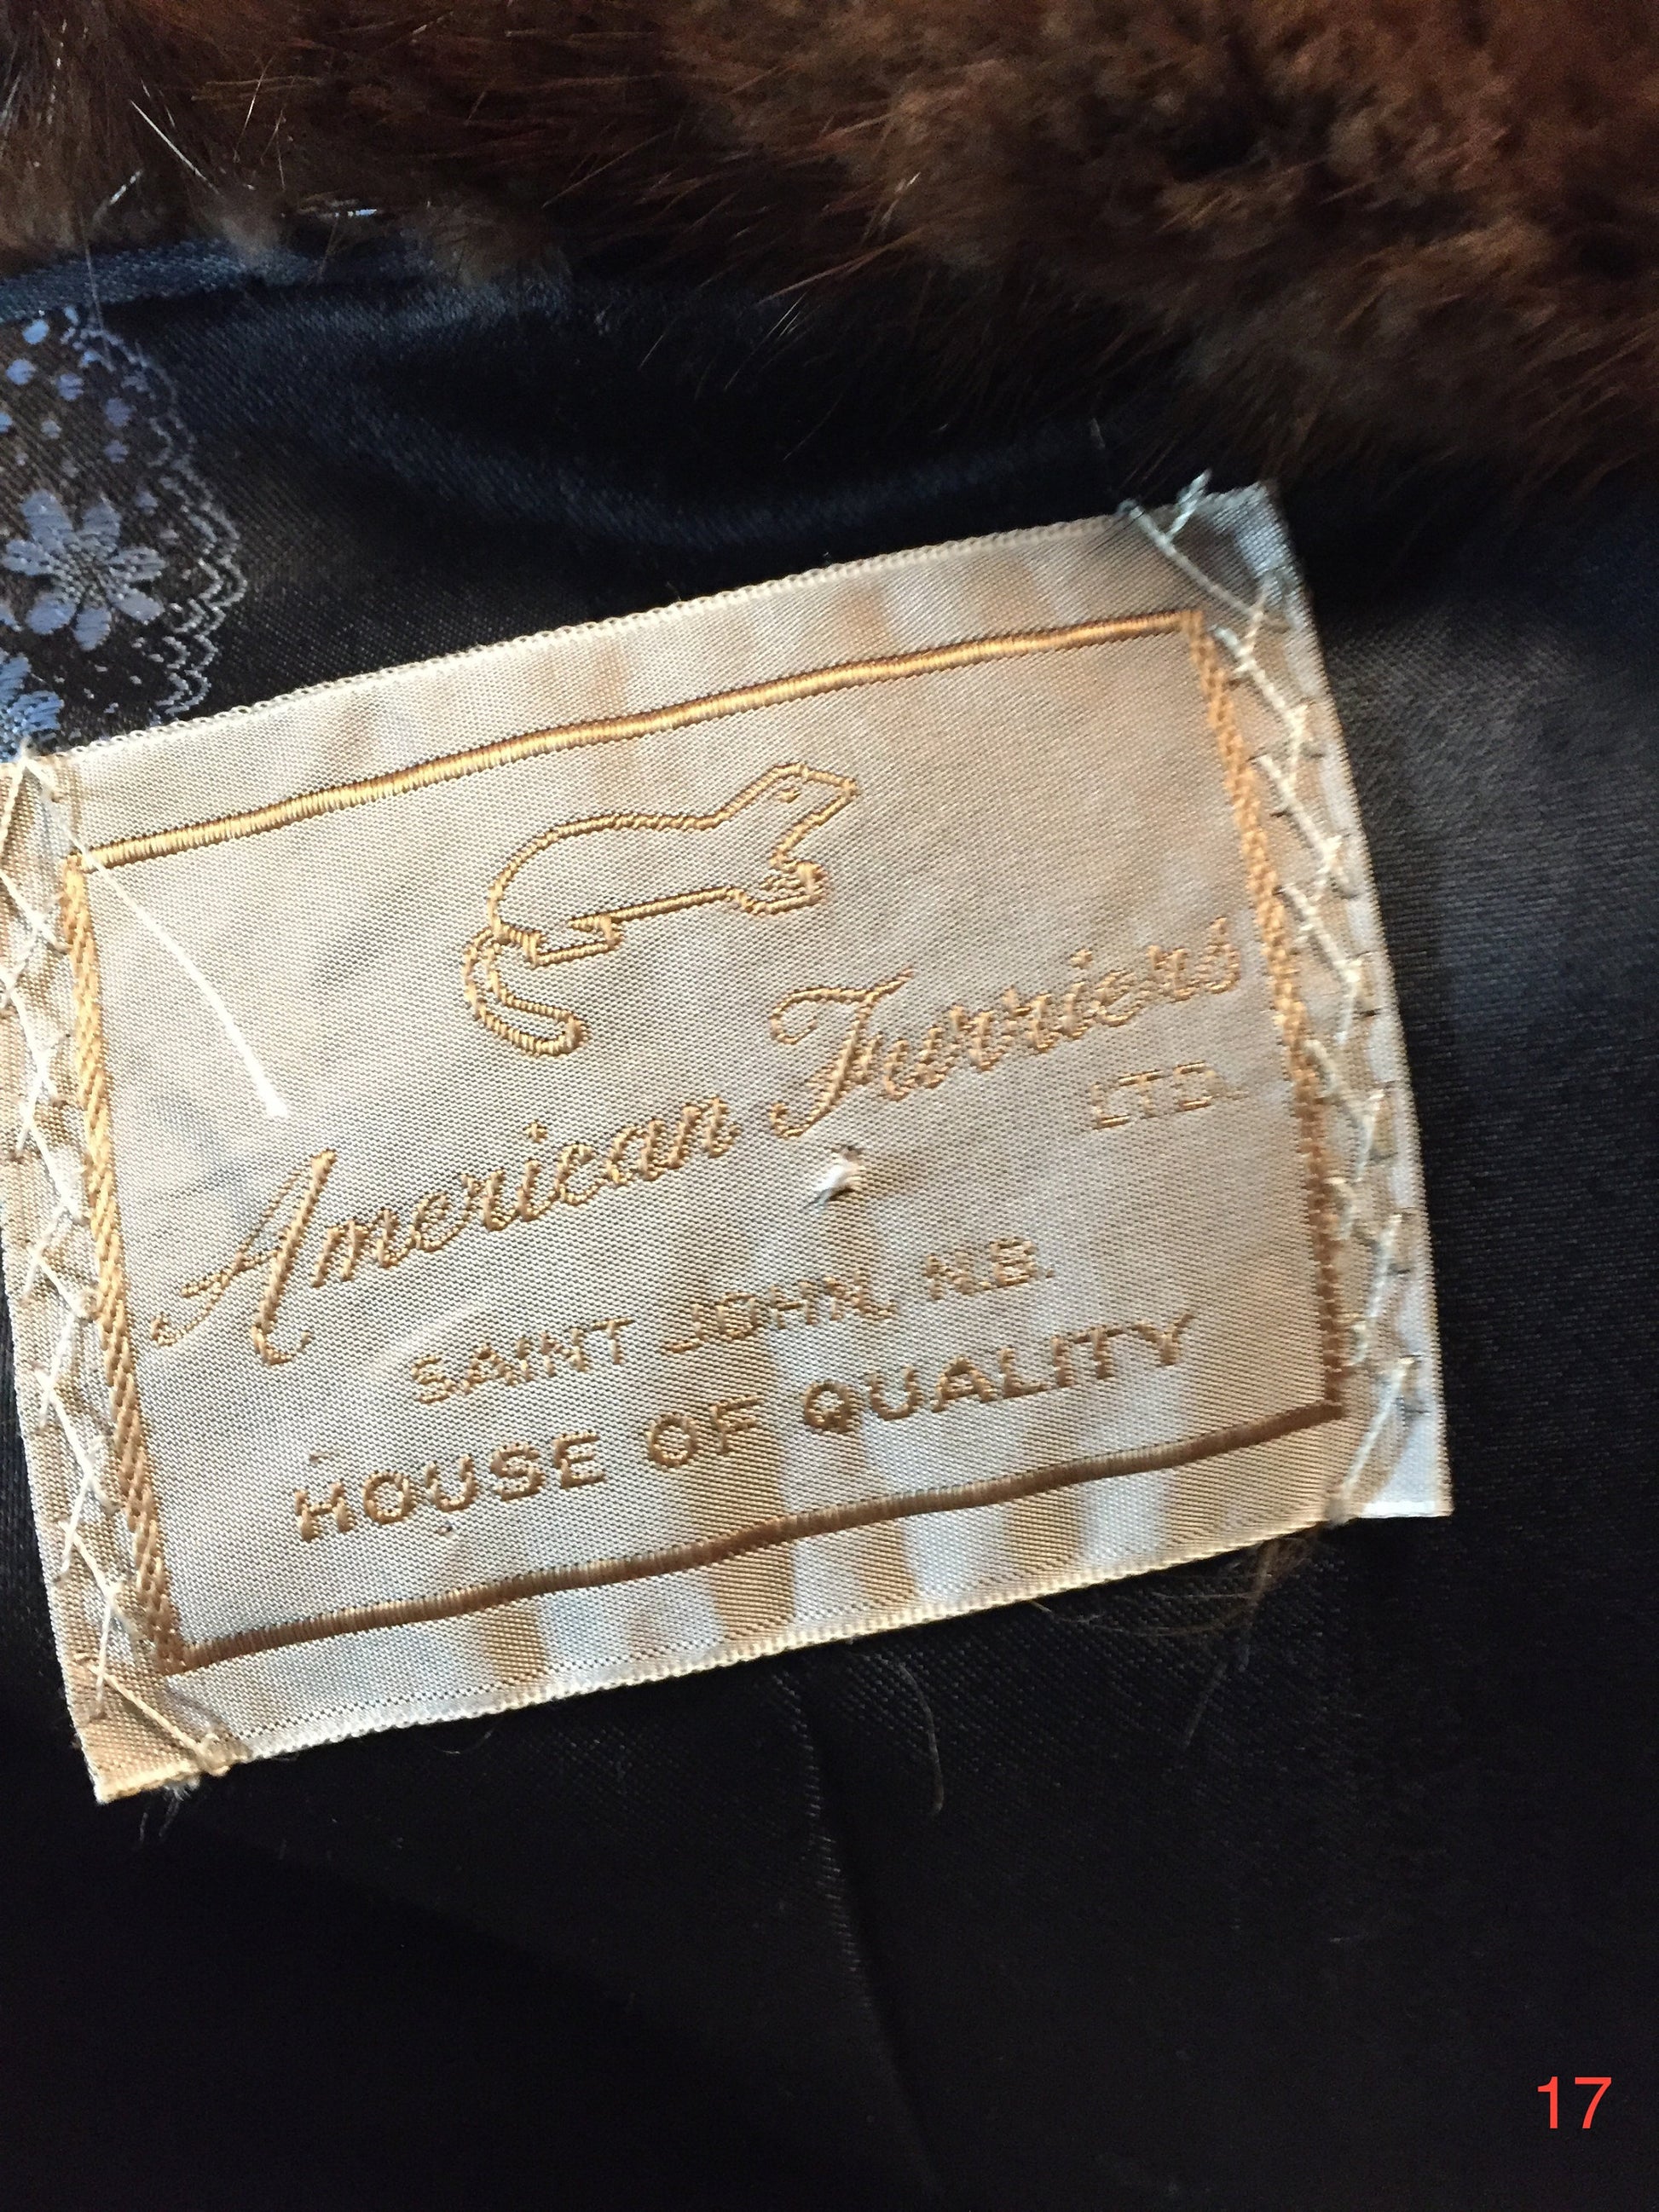 American Furriers
LTD.
SAINT JOHN, N.B.
HOUSE OF QUALITY
17